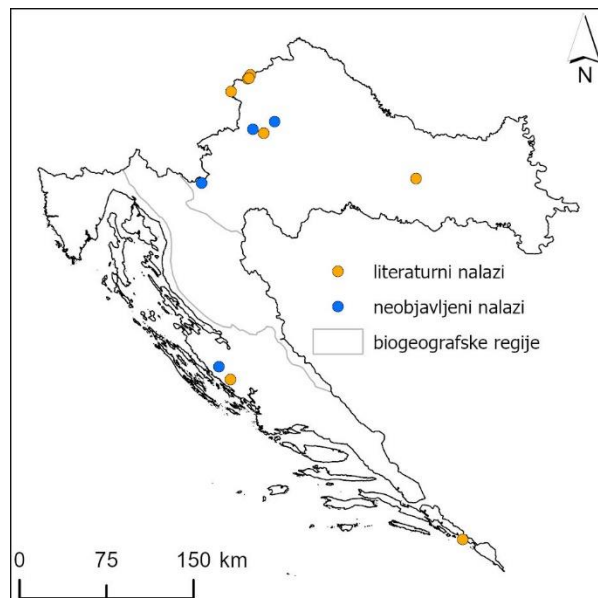 N
literaturni nalazi
neobjavljeni nalazi
biogeografske regije
0 75 150 km